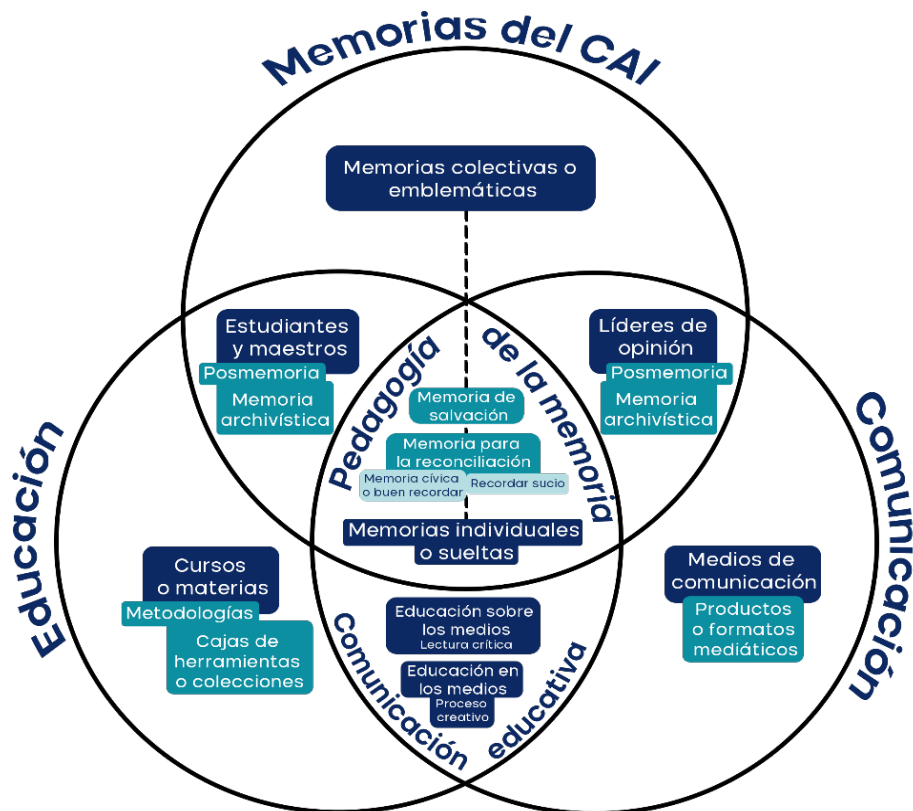 Memorias del CAI
Memorias colectivas o
emblemáticas
Estudiantes
y maestros
Posmemoria
Memoria
archivística
Líderes de
opinión
Posmemoria
Memoria
archivística
Pedagogía
de la memoria
Memoria de
salvación
Memoria para
la reconciliación
Memoria cívica
o buen recordar
Recordar sucio
Memorias individuales
o sueltas
Educación
Cursos
o materias
Metodologías
Cajas de
herramientas
o colecciones
Comunicación
educativa
Educación sobre
los medios
Lectura crítica
Educación en
los medios
Proceso
creativo
Comunicación
Medios de
comunicación
Productos
o formatos
mediáticos